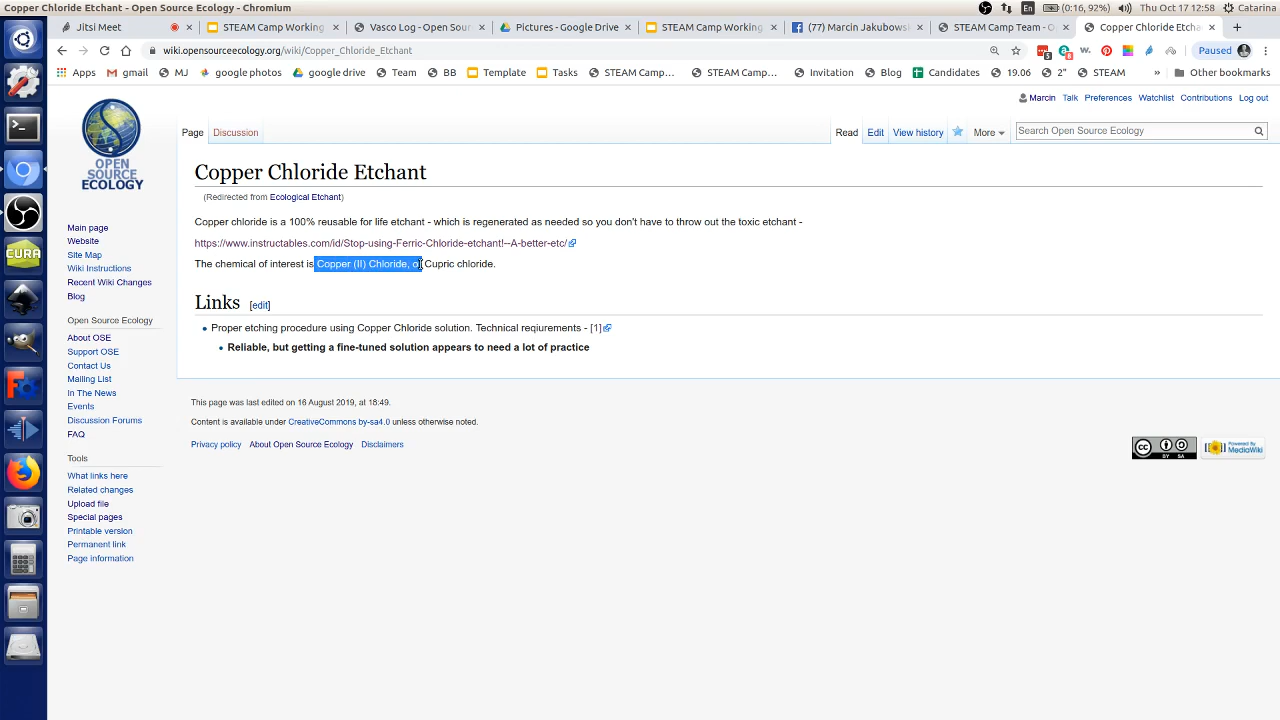 Copper Chloride Etchant - Open Source Ecology - Chromium
En
(0:16, 92%)
Thu Oct 17 12:58
Catarina
Jitsi Meet
STEAM Camp Working
Marcin Log - Open Sour
Pictures - Google Drive
STEAM Camp Working
(77) Marcin Jakubowsk
STEAM Camp Team - O
Copper Chloride Etcha
wiki.opensourceecology.org/wiki/Copper_Chloride_Etchant
Paused
Apps
gmail
MJ
google photos
google drive
Team
BB
Template
Tasks
STEAM Camp...
STEAM Camp...
Invitation
Blog
Candidates
19.06
2"
STEAM
»
Other bookmarks
Marcin Talk Preferences Watchlist Contributions Log out
OPEN
SOURCE
ECOLOGY
Page Discussion
Read Edit View history More
Search Open Source Ecology
Copper Chloride Etchant
(Redirected from Ecological Etchant)
Copper chloride is a 100% reusable for life etchant - which is regenerated as needed so you don't have to throw out the toxic etchant -
https://www.instructables.com/id/Stop-using-Ferric-Chloride-etchant!--A-better-etc/
The chemical of interest is Copper (II) Chloride, or Cupric chloride.
Links [edit]
Proper etching procedure using Copper Chloride solution. Technical reqiurements - [1]
Reliable, but getting a fine-tuned solution appears to need a lot of practice
This page was last edited on 16 August 2019, at 18:49.
Content is available under CreativeCommons by-sa4.0 unless otherwise noted.
Privacy policy About Open Source Ecology Disclaimers
CC
BY SA
Powered By
MediaWiki
Main page
Website
Site Map
Wiki Instructions
Recent Wiki Changes
Blog
Open Source Ecology
About OSE
Support OSE
Contact Us
Mailing List
In The News
Events
Discussion Forums
FAQ
Tools
What links here
Related changes
Upload file
Special pages
Printable version
Permanent link
Page information
CURA